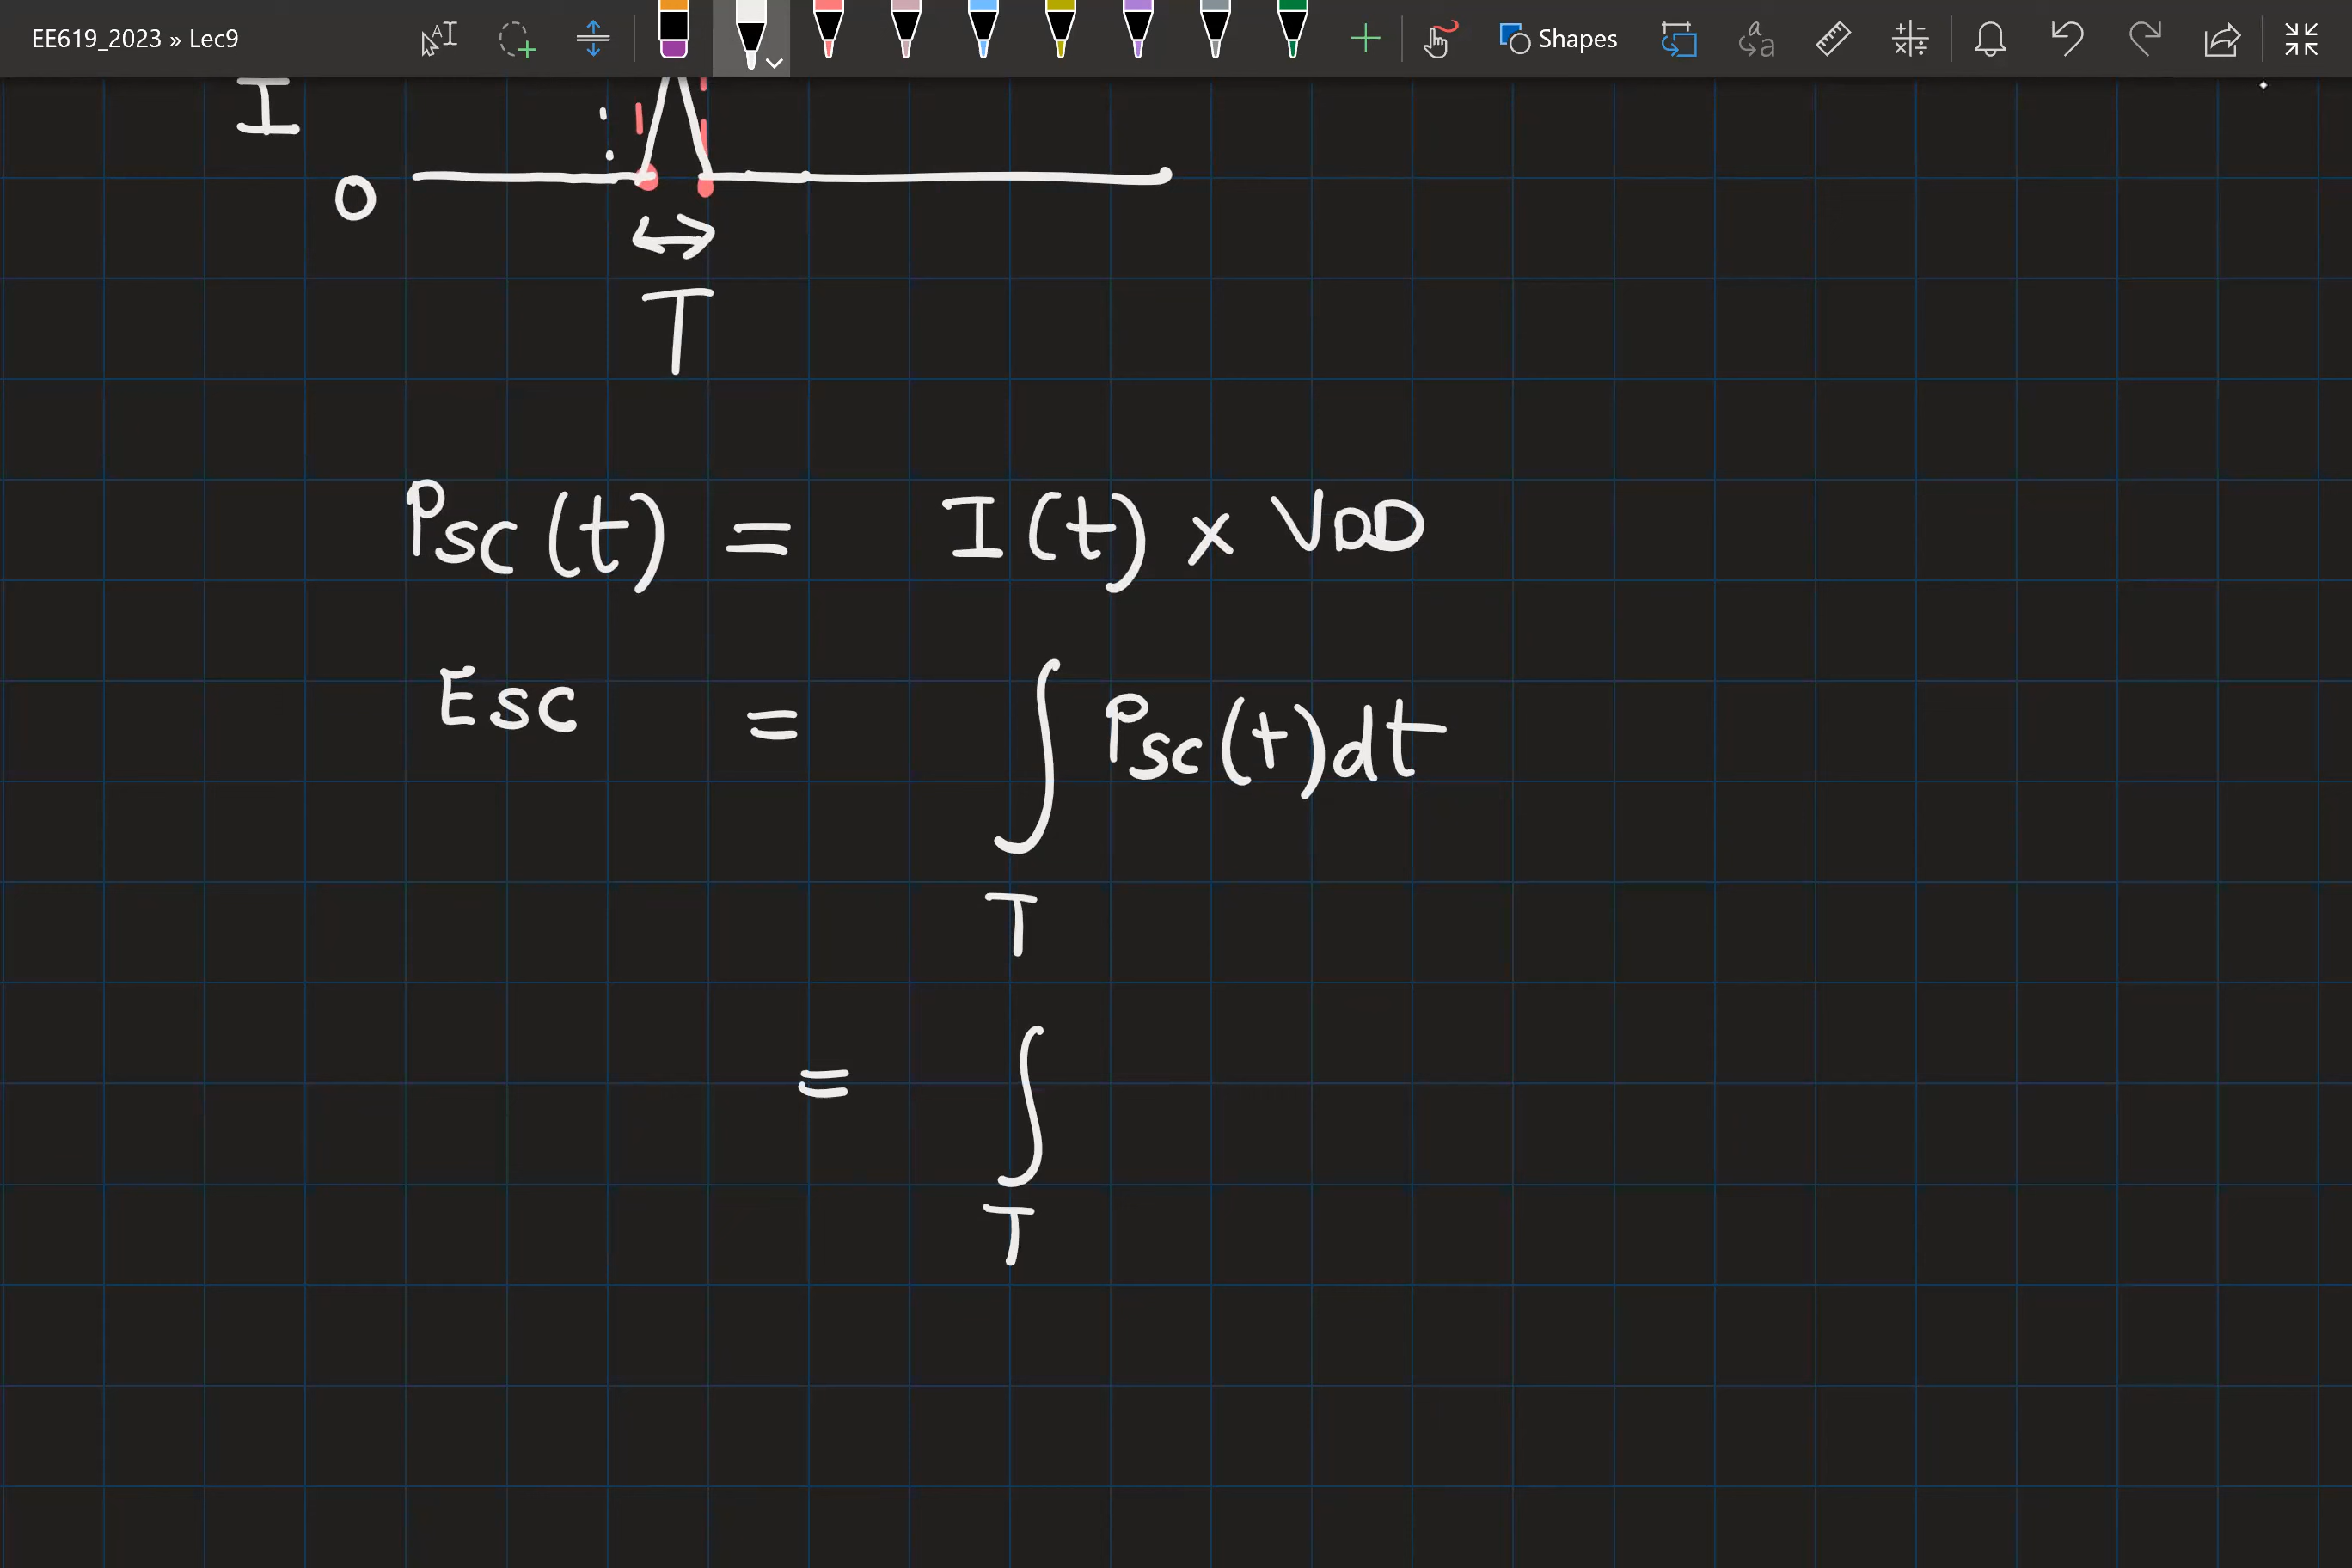 EE619_2023 » Lec9
Shapes
I
0
T
Psc(t) = I(t) × VDD
Esc = ∫ Psc(t)dt
T
= ∫
T